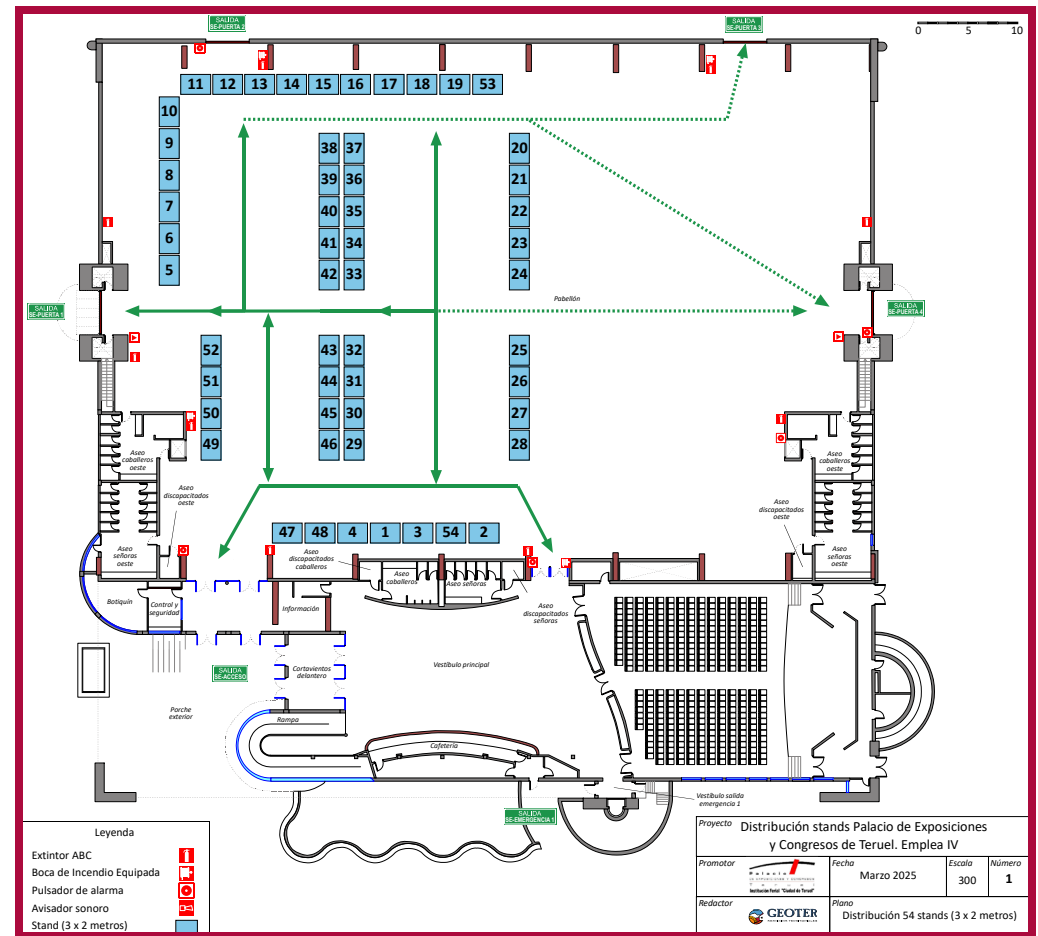 SALIDA
SE-PUERTA 2
SALIDA
SE-PUERTA 3
0 5 10
11 12 13 14 15 16 17 18 19 53
10
9
8
7
6
5
38 37
39 36
40 35
41 34
42 33
20
21
22
23
24
Pabellón
SALIDA
SE-PUERTA 1
SALIDA
SE-PUERTA 4
52
51
50
49
43 32
44 31
45 30
46 29
25
26
27
28
Aseo
caballeros
oeste
Aseo
discapacitados
oeste
Aseo
señoras
oeste
Aseo
caballeros
oeste
Aseo
discapacitados
oeste
Aseo
señoras
oeste
47 48 4 1 3 54 2
Aseo
discapacitados
caballeros
Aseo
caballeros
Aseo señoras
Aseo
discapacitados
señoras
Botiquín
Control y
seguridad
Información
SALIDA
SE-ACCESO
Cortavientos
delantero
Vestíbulo principal
Porche
exterior
Rampa
Cafetería
Vestíbulo salida
emergencia 1
SALIDA
SE-EMERGENCIA 1
Leyenda
Extintor ABC
Boca de Incendio Equipada
Pulsador de alarma
Avisador sonoro
Stand (3 x 2 metros)
Proyecto
Distribución stands Palacio de Exposiciones
y Congresos de Teruel. Emplea IV
Promotor
Palacio
Teruel
Institución Ferial "Ciudad de Teruel"
Fecha
Marzo 2025
Escala
300
Número
1
Redactor
GEOTER
Plano
Distribución 54 stands (3 x 2 metros)